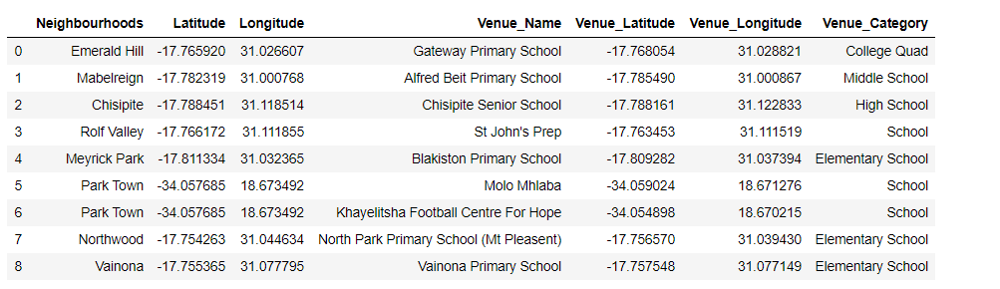 Neighbourhoods Latitude Longitude Venue_Name Venue_Latitude Venue_Longitude Venue_Category
0 Emerald Hill -17.765920 31.026607 Gateway Primary School -17.768054 31.028821 College Quad
1 Mabelreign -17.782319 31.000768 Alfred Beit Primary School -17.785490 31.000867 Middle School
2 Chisipite -17.788451 31.118514 Chisipite Senior School -17.788161 31.122833 High School
3 Rolf Valley -17.766172 31.111855 St John's Prep -17.763453 31.111519 School
4 Meyrick Park -17.811334 31.032365 Blakiston Primary School -17.809282 31.037394 Elementary School
5 Park Town -34.057685 18.673492 Molo Mhlaba -34.059024 18.671276 School
6 Park Town -34.057685 18.673492 Khayelitsha Football Centre For Hope -34.054898 18.670215 School
7 Northwood -17.754263 31.044634 North Park Primary School (Mt Pleasent) -17.756570 31.039430 Elementary School
8 Vainona -17.755365 31.077795 Vainona Primary School -17.757548 31.077149 Elementary School